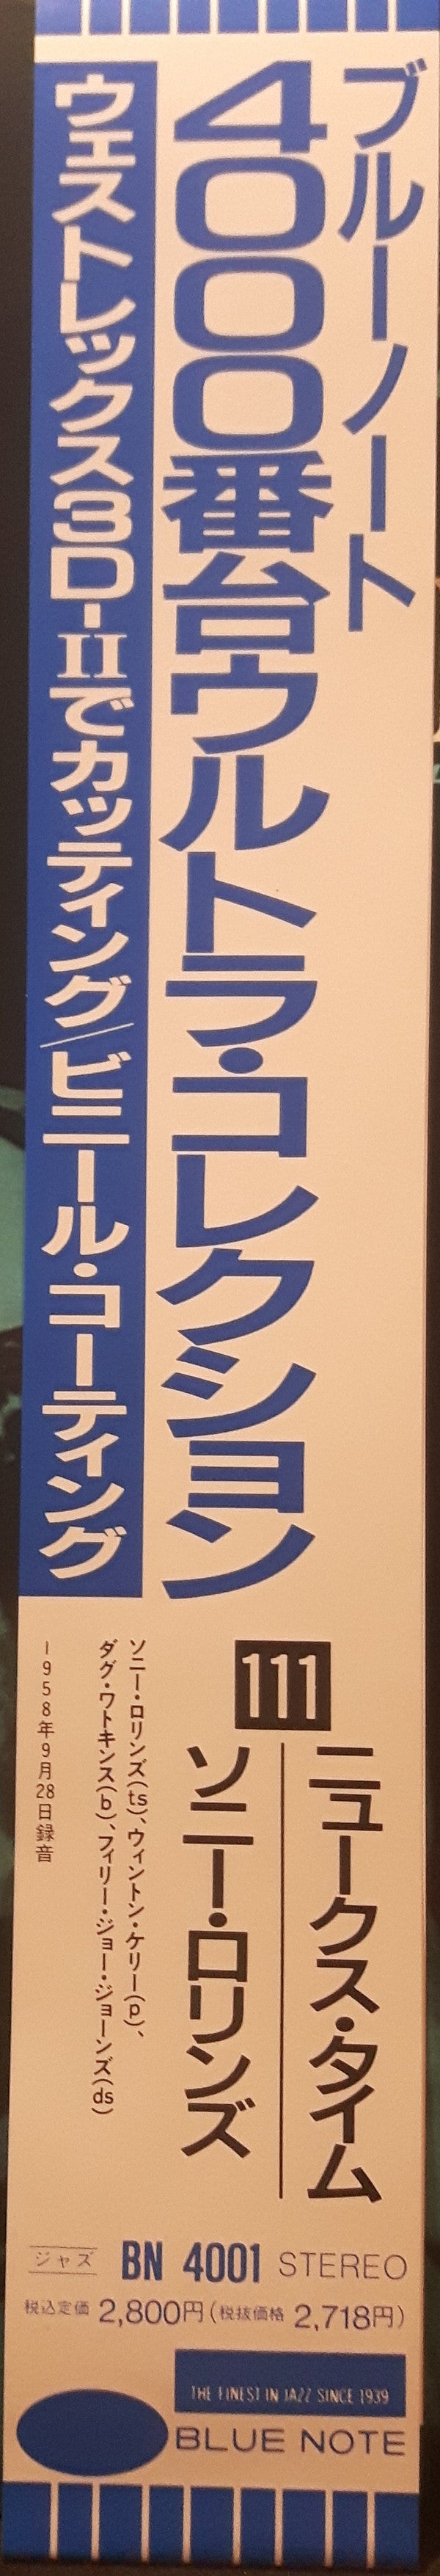 ブルーノート
4000番台ウルトラ・コレクション
ウエストレックス3D-IIでカッティング/ビニール・コーティング
111
ニュークス・タイム
ソニー・ロリンズ
ソニー・ロリンズ(ts)、ウィントン・ケリー(p)、
ダグ・ワトキンス(b)、フィリー・ジョー・ジョーンズ(ds)
1958年9月28日録音
ジャズ BN 4001 STEREO
税込定価 2,800円(税抜価格 2,718円)
THE FINEST IN JAZZ SINCE 1939
BLUE NOTE